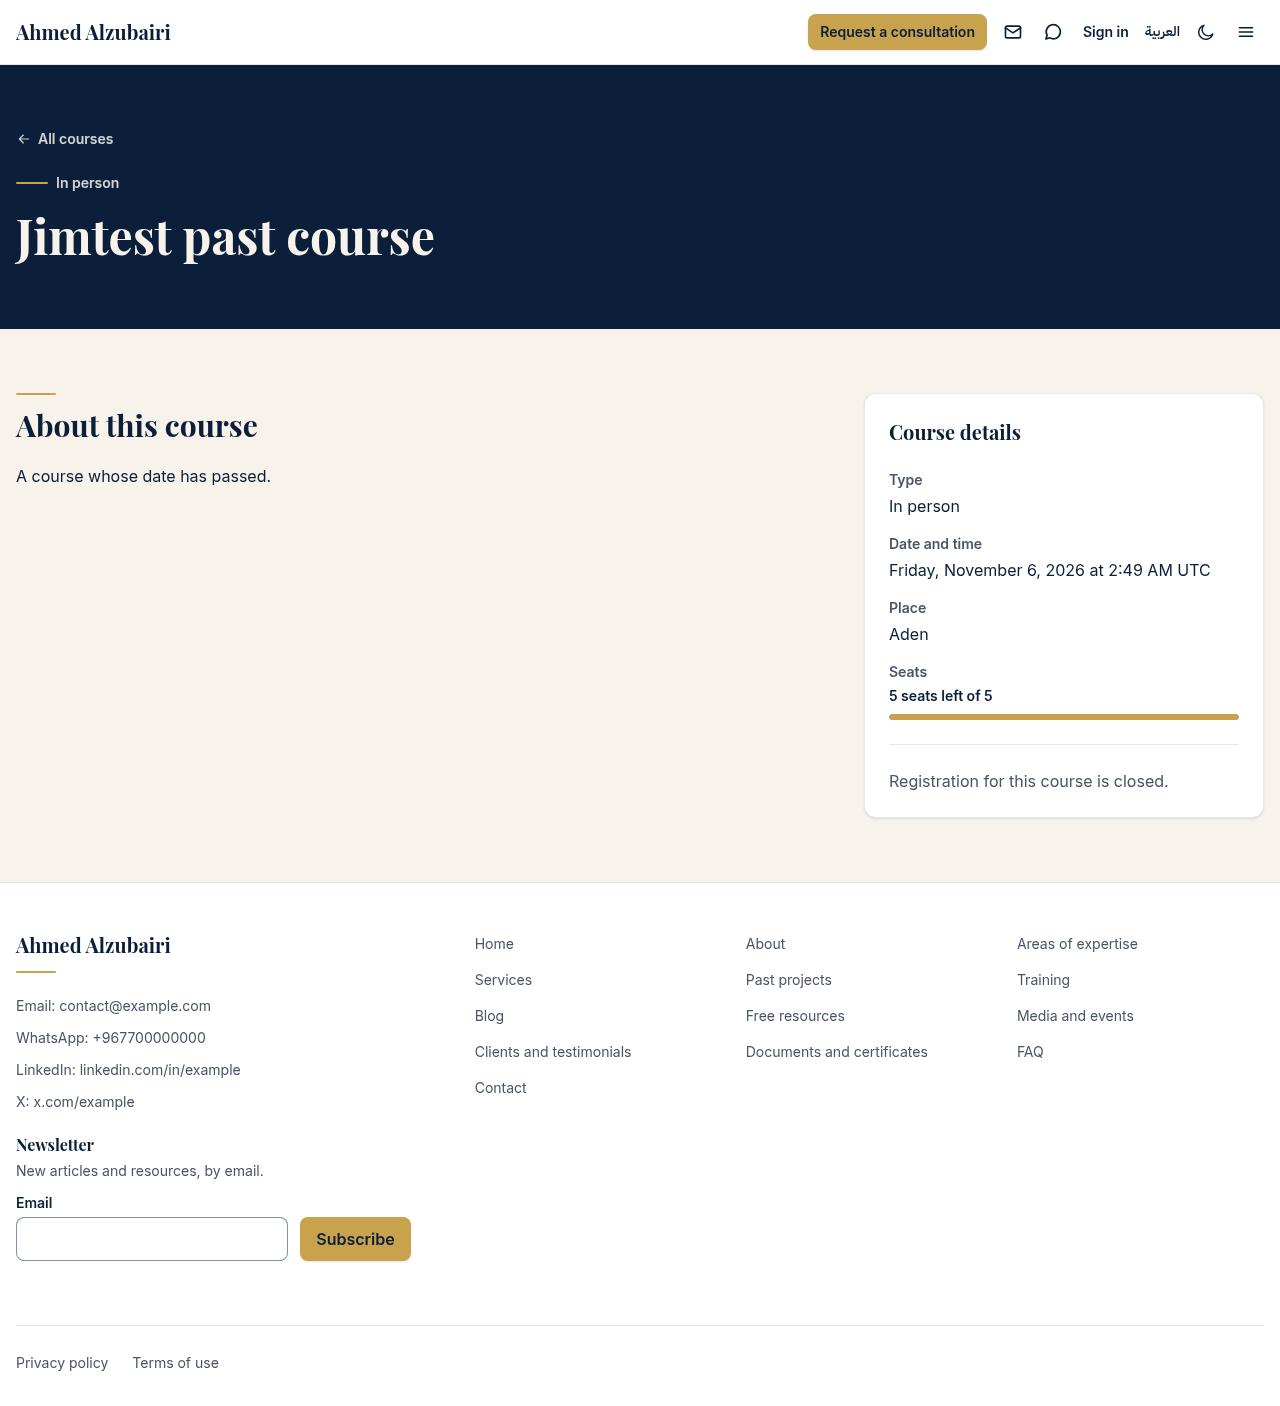 Ahmed Alzubairi
Request a consultation
Sign in
العربية
All courses
In person
Jimtest past course
About this course
A course whose date has passed.
Course details
Type
In person
Date and time
Friday, November 6, 2026 at 2:49 AM UTC
Place
Aden
Seats
5 seats left of 5
Registration for this course is closed.
Ahmed Alzubairi
Email: contact@example.com
WhatsApp: +967700000000
LinkedIn: linkedin.com/in/example
X: x.com/example
Newsletter
New articles and resources, by email.
Email
Subscribe
Home
About
Areas of expertise
Services
Past projects
Training
Blog
Free resources
Media and events
Clients and testimonials
Documents and certificates
FAQ
Contact
Privacy policy
Terms of use